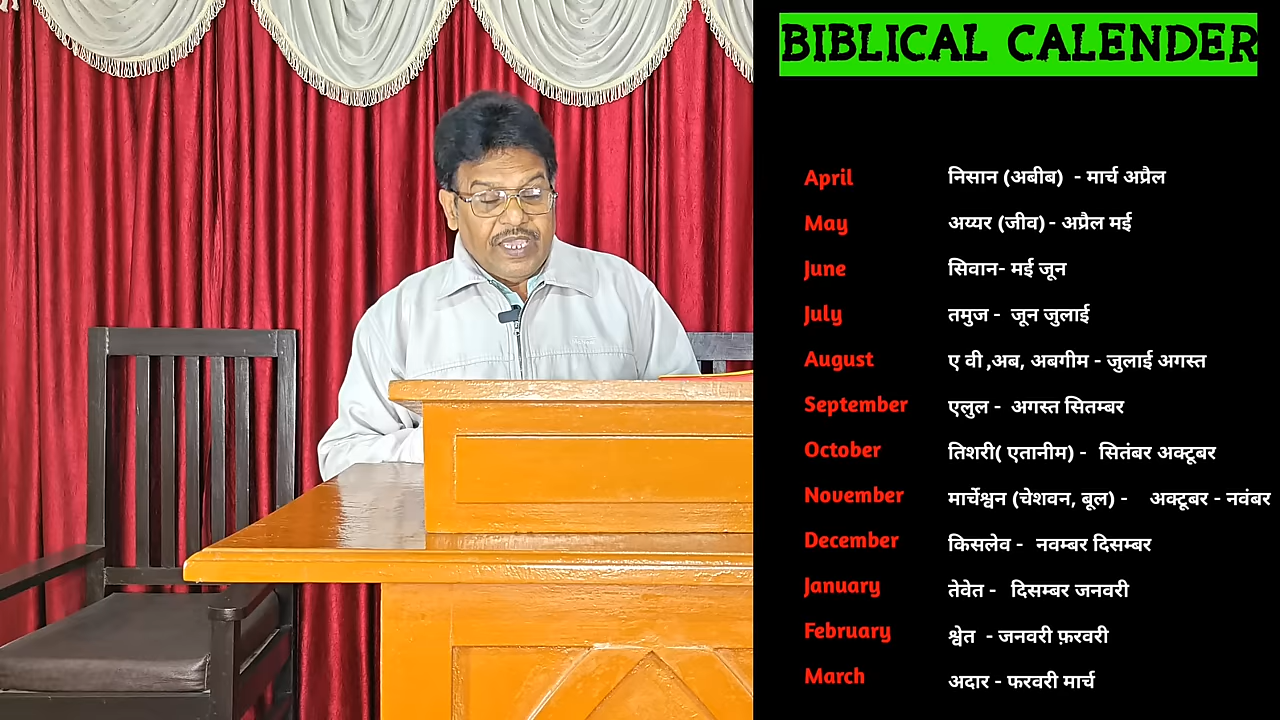 BIBLICAL CALENDER
April निसान (अबीब) - मार्च अप्रैल
May अय्यर (जीव) - अप्रैल मई
June सिवान- मई जून
July तमुज - जून जुलाई
August ए वी ,अब, अबगीम - जुलाई अगस्त
September एलुल - अगस्त सितम्बर
October तिशरी( एतानीम) - सितंबर अक्टूबर
November मार्चेश्वन (चेशवन, बूल) - अक्टूबर - नवंबर
December किसलेव - नवम्बर दिसम्बर
January तेवेत - दिसम्बर जनवरी
February श्वेत - जनवरी फ़रवरी
March अदार - फरवरी मार्च